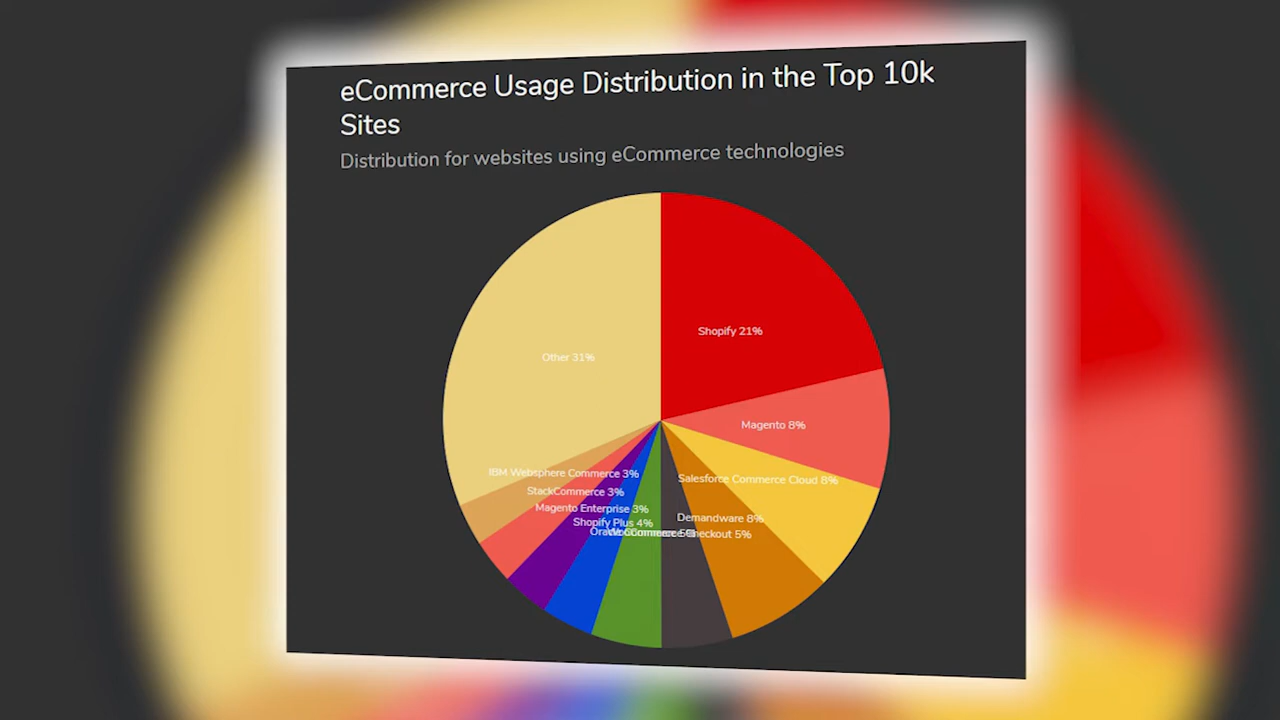 eCommerce Usage Distribution in the Top 10k
Sites
Distribution for websites using eCommerce technologies
Shopify 21%
Other 31%
Magento 8%
IBM Websphere Commerce 3%
Salesforce Commerce Cloud 8%
StackCommerce 3%
Magento Enterprise 3%
Demandware 8%
Shopify Plus 4%
Checkout 5%